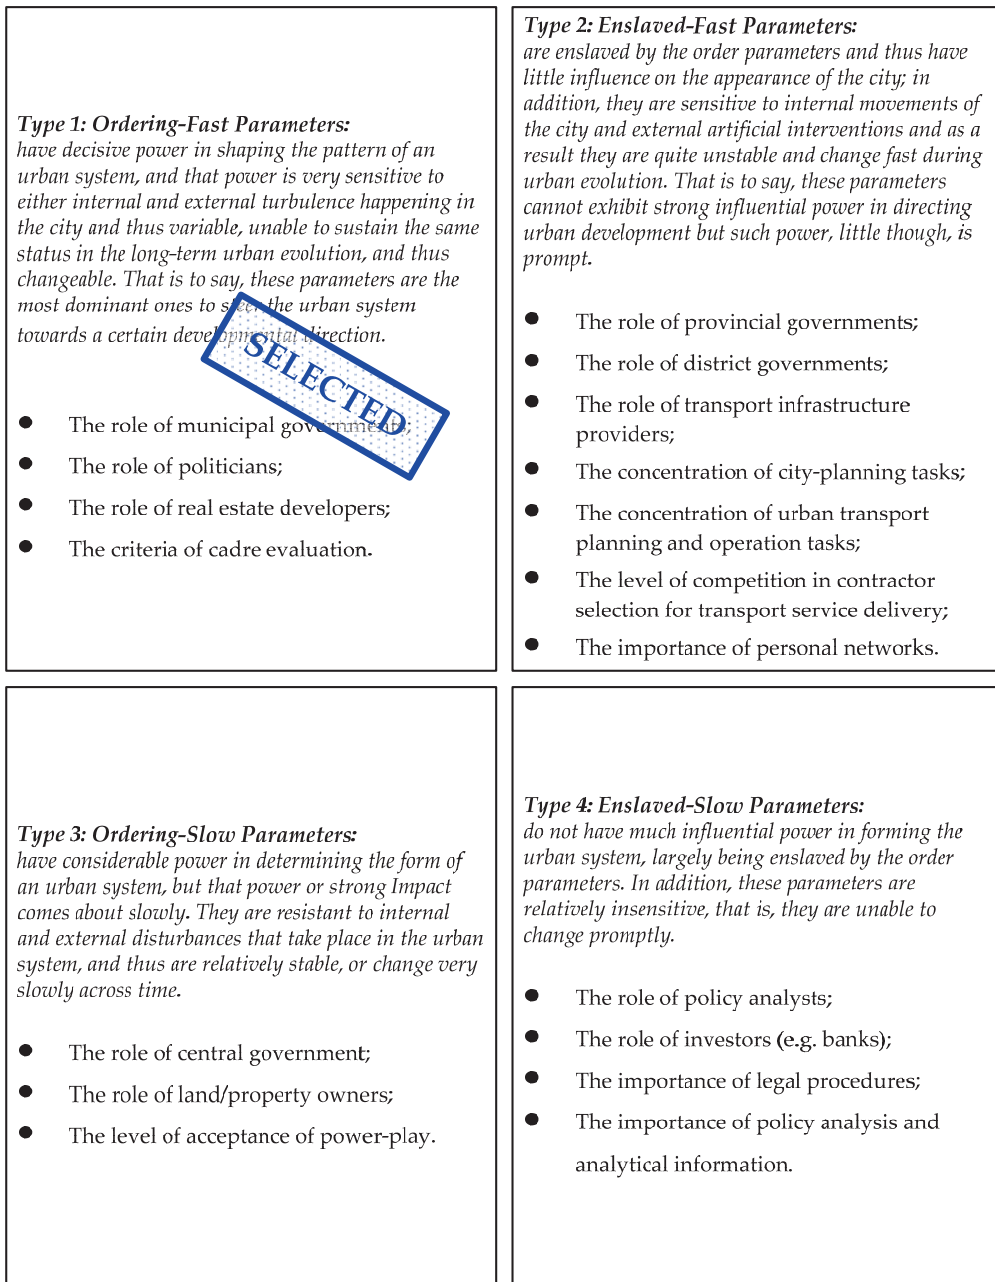 Type 1: Ordering-Fast Parameters:
have decisive power in shaping the pattern of an
urban system, and that power is very sensitive to
either internal and external turbulence happening in
the city and thus variable, unable to sustain the same
status in the long-term urban evolution, and thus
changeable. That is to say, these parameters are the
most dominant ones to steer the urban system
towards a certain developmental direction.
SELECTED
● The role of municipal governments;
● The role of politicians;
● The role of real estate developers;
● The criteria of cadre evaluation.
Type 2: Enslaved-Fast Parameters:
are enslaved by the order parameters and thus have
little influence on the appearance of the city; in
addition, they are sensitive to internal movements of
the city and external artificial interventions and as a
result they are quite unstable and change fast during
urban evolution. That is to say, these parameters
cannot exhibit strong influential power in directing
urban development but such power, little though, is
prompt.
● The role of provincial governments;
● The role of district governments;
● The role of transport infrastructure
providers;
● The concentration of city-planning tasks;
● The concentration of urban transport
planning and operation tasks;
● The level of competition in contractor
selection for transport service delivery;
● The importance of personal networks.
Type 3: Ordering-Slow Parameters:
have considerable power in determining the form of
an urban system, but that power or strong Impact
comes about slowly. They are resistant to internal
and external disturbances that take place in the urban
system, and thus are relatively stable, or change very
slowly across time.
● The role of central government;
● The role of land/property owners;
● The level of acceptance of power-play.
Type 4: Enslaved-Slow Parameters:
do not have much influential power in forming the
urban system, largely being enslaved by the order
parameters. In addition, these parameters are
relatively insensitive, that is, they are unable to
change promptly.
● The role of policy analysts;
● The role of investors (e.g. banks);
● The importance of legal procedures;
● The importance of policy analysis and
analytical information.